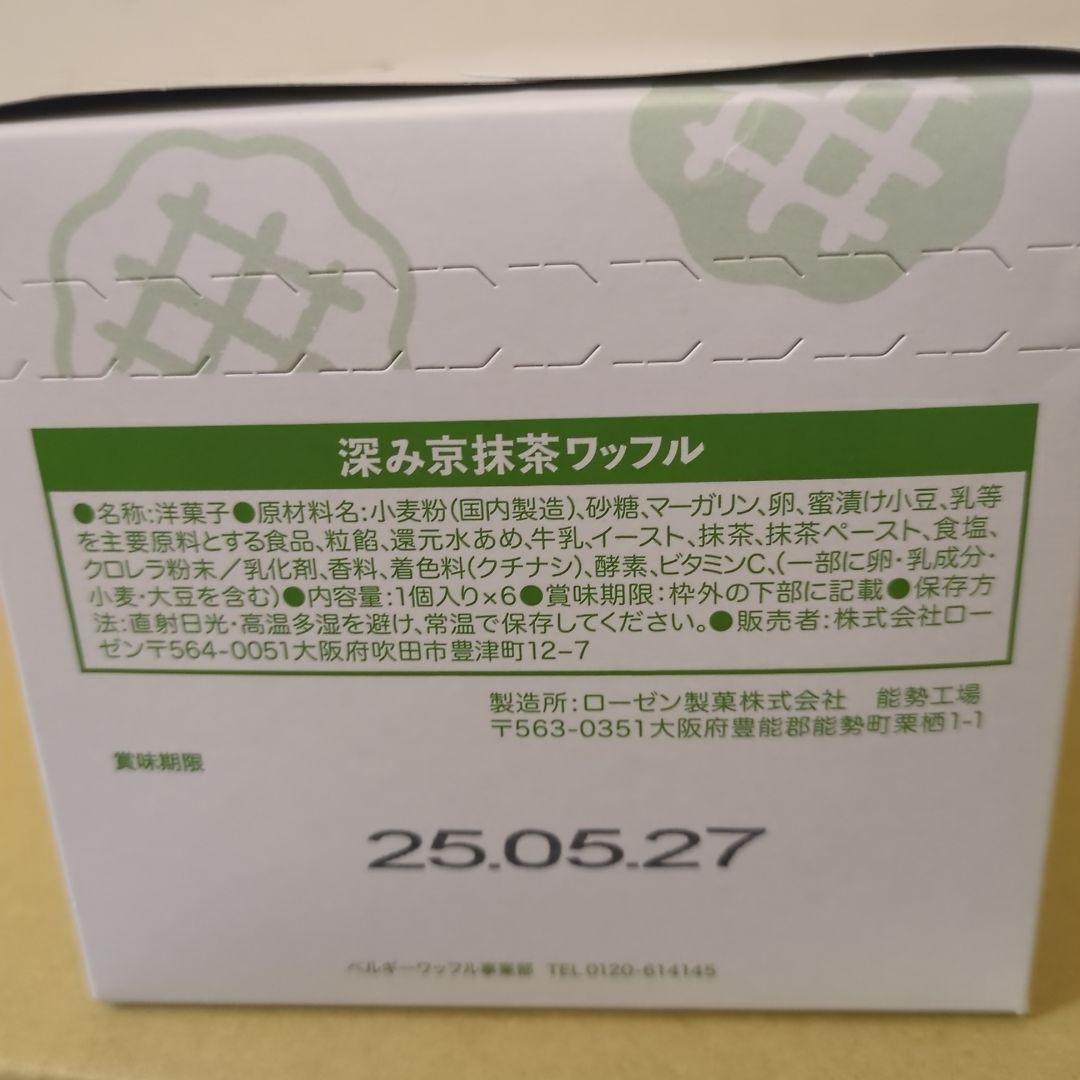 深み京抹茶ワッフル
●名称:洋菓子●原材料名:小麦粉(国内製造)、砂糖、マーガリン、卵、蜜漬け小豆、乳等
を主要原料とする食品、粒餡、還元水あめ、牛乳、イースト、抹茶、抹茶ペースト、食塩、
クロレラ粉末/乳化剤、香料、着色料(クチナシ)、酵素、ビタミンC、(一部に卵・乳成分・
小麦・大豆を含む)●内容量:1個入り×6●賞味期限:枠外の下部に記載●保存方
法:直射日光・高温多湿を避け、常温で保存してください。●販売者:株式会社ロー
ゼン〒564-0051大阪府吹田市豊津町12-7
製造所:ローゼン製菓株式会社 能勢工場
〒563-0351大阪府豊能郡能勢町栗栖1-1
賞味期限
25.05.27
ベルギーワッフル事業部 TEL 0120-614145